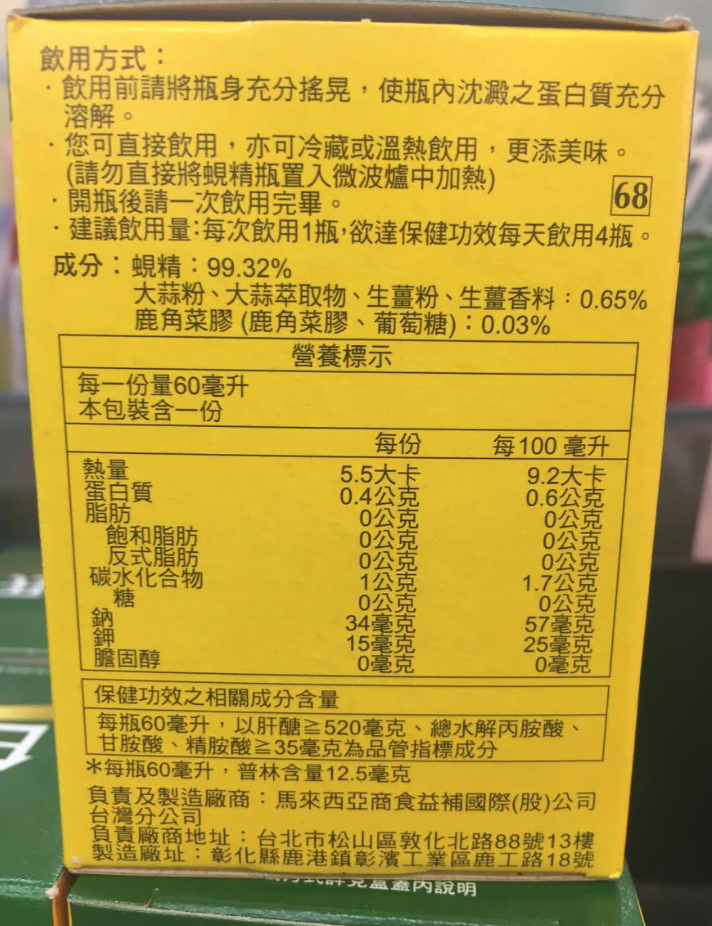 飲用方式：
·飲用前請將瓶身充分搖晃，使瓶內沈澱之蛋白質充分
溶解。
·您可直接飲用，亦可冷藏或溫熱飲用，更添美味。
(請勿直接將蜆精瓶置入微波爐中加熱)
·開瓶後請一次飲用完畢。
68
·建議飲用量:每次飲用1瓶,欲達保健功效每天飲用4瓶。
成分：蜆精：99.32%
大蒜粉、大蒜萃取物、生薑粉、生薑香料：0.65%
鹿角菜膠 (鹿角菜膠、葡萄糖)：0.03%
營養標示
每一份量60毫升
本包裝含一份
每份 每100 毫升
熱量 5.5大卡 9.2大卡
蛋白質 0.4公克 0.6公克
脂肪 0公克 0公克
飽和脂肪 0公克 0公克
反式脂肪 0公克 0公克
碳水化合物 1公克 1.7公克
糖 0公克 0公克
鈉 34毫克 57毫克
鉀 15毫克 25毫克
膽固醇 0毫克 0毫克
保健功效之相關成分含量
每瓶60毫升，以肝醣≧520毫克、總水解丙胺酸、
甘胺酸、精胺酸≧35毫克為品管指標成分
＊每瓶60毫升，普林含量12.5毫克
負責及製造廠商：馬來西亞商食益補國際(股)公司
台灣分公司
負責廠商地址：台北市松山區敦化北路88號13樓
製造廠址：彰化縣鹿港鎮彰濱工業區鹿工路18號
盒蓋內說明